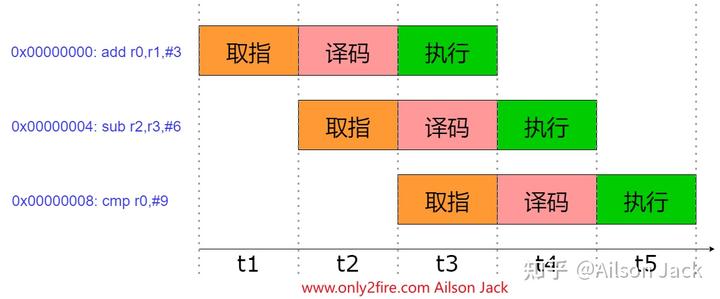 0x00000000: add r0,r1,#3 取指 译码 执行
0x00000004: sub r2,r3,#6 取指 译码 执行
0x00000008: cmp r0,#9 取指 译码 执行
t1 t2 t3 t4 t5
知乎 @Ailson Jack
www.only2fire.com Ailson Jack